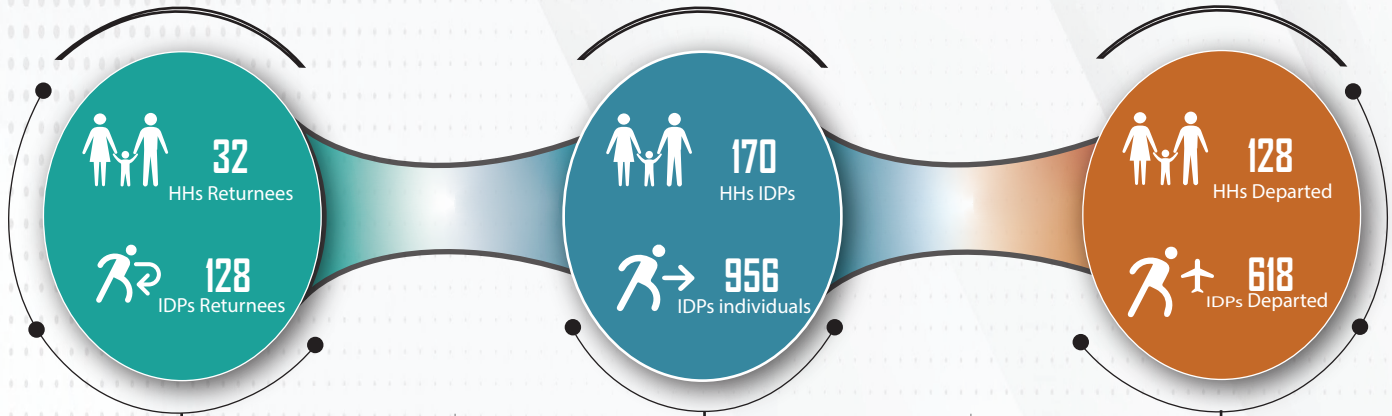 32
HHs Returnees
128
IDPs Returnees
170
HHs IDPs
956
IDPs individuals
128
HHs Departed
618
IDPs Departed